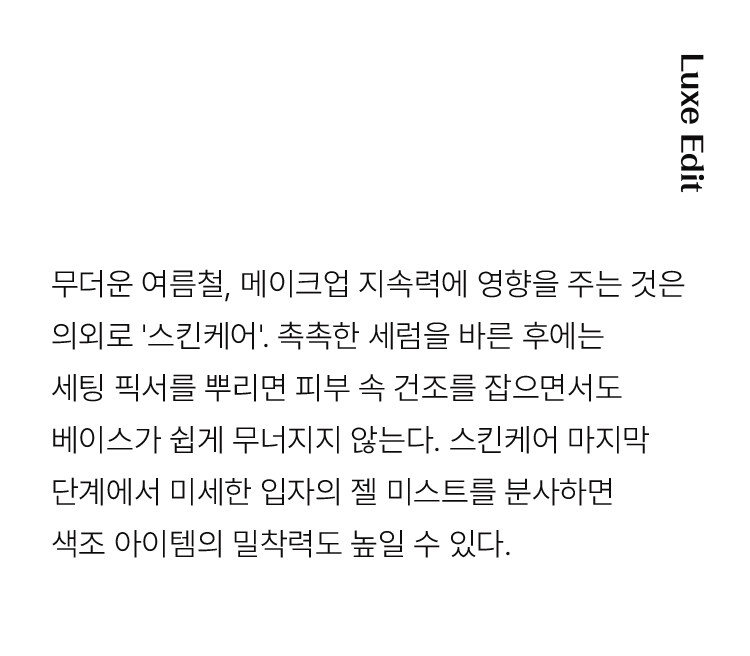 Luxe Edit
무더운 여름철, 메이크업 지속력에 영향을 주는 것은
의외로 '스킨케어'. 촉촉한 세럼을 바른 후에는
세팅 픽서를 뿌리면 피부 속 건조를 잡으면서도
베이스가 쉽게 무너지지 않는다. 스킨케어 마지막
단계에서 미세한 입자의 젤 미스트를 분사하면
색조 아이템의 밀착력도 높일 수 있다.